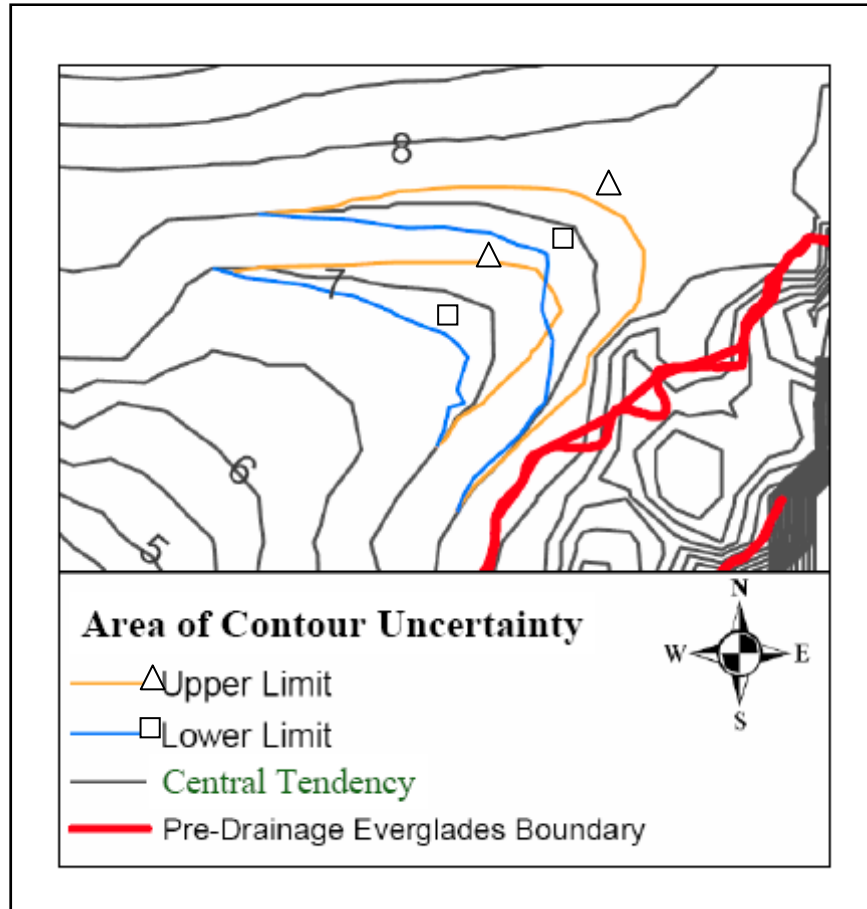 8
7
6
5
Area of Contour Uncertainty
N
W E
S
Upper Limit
Lower Limit
Central Tendency
Pre-Drainage Everglades Boundary